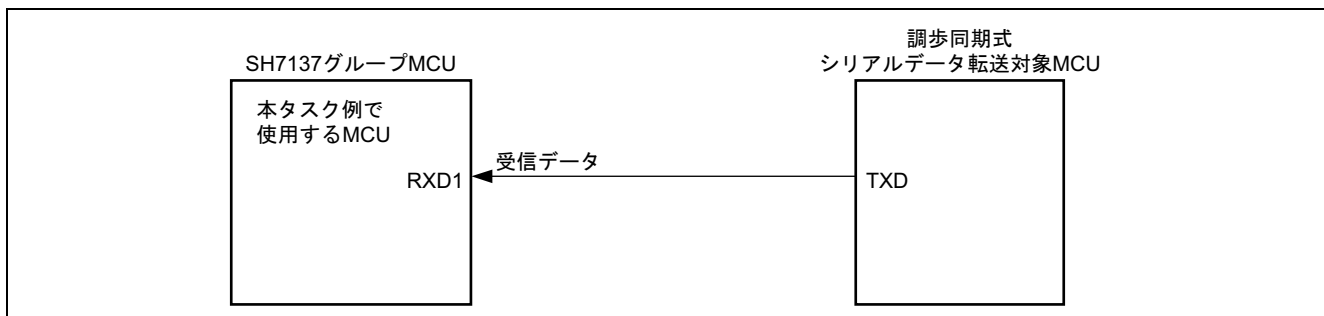 SH7137グループMCU
本タスク例で
使用するMCU
RXD1
受信データ
調歩同期式
シリアルデータ転送対象MCU
TXD